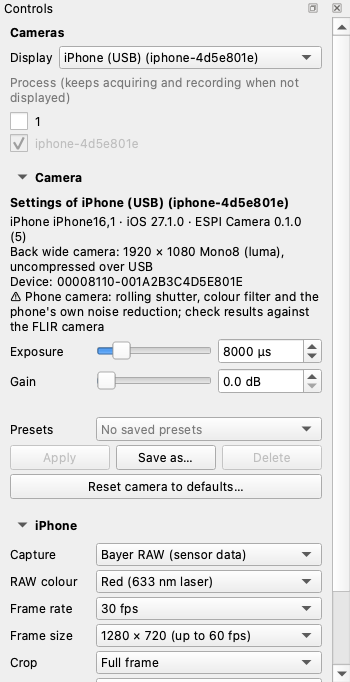 Controls
Cameras
Display iPhone (USB) (iphone-4d5e801e)
Process (keeps acquiring and recording when not
displayed)
1
iphone-4d5e801e
Camera
Settings of iPhone (USB) (iphone-4d5e801e)
iPhone iPhone16,1 · iOS 27.1.0 · ESPI Camera 0.1.0
(5)
Back wide camera: 1920 × 1080 Mono8 (luma),
uncompressed over USB
Device: 00008110-001A2B3C4D5E801E
⚠ Phone camera: rolling shutter, colour filter and the
phone's own noise reduction; check results against
the FLIR camera
Exposure 8000 µs
Gain 0.0 dB
Presets No saved presets
Apply Save as... Delete
Reset camera to defaults...
iPhone
Capture Bayer RAW (sensor data)
RAW colour Red (633 nm laser)
Frame rate 30 fps
Frame size 1280 × 720 (up to 60 fps)
Crop Full frame